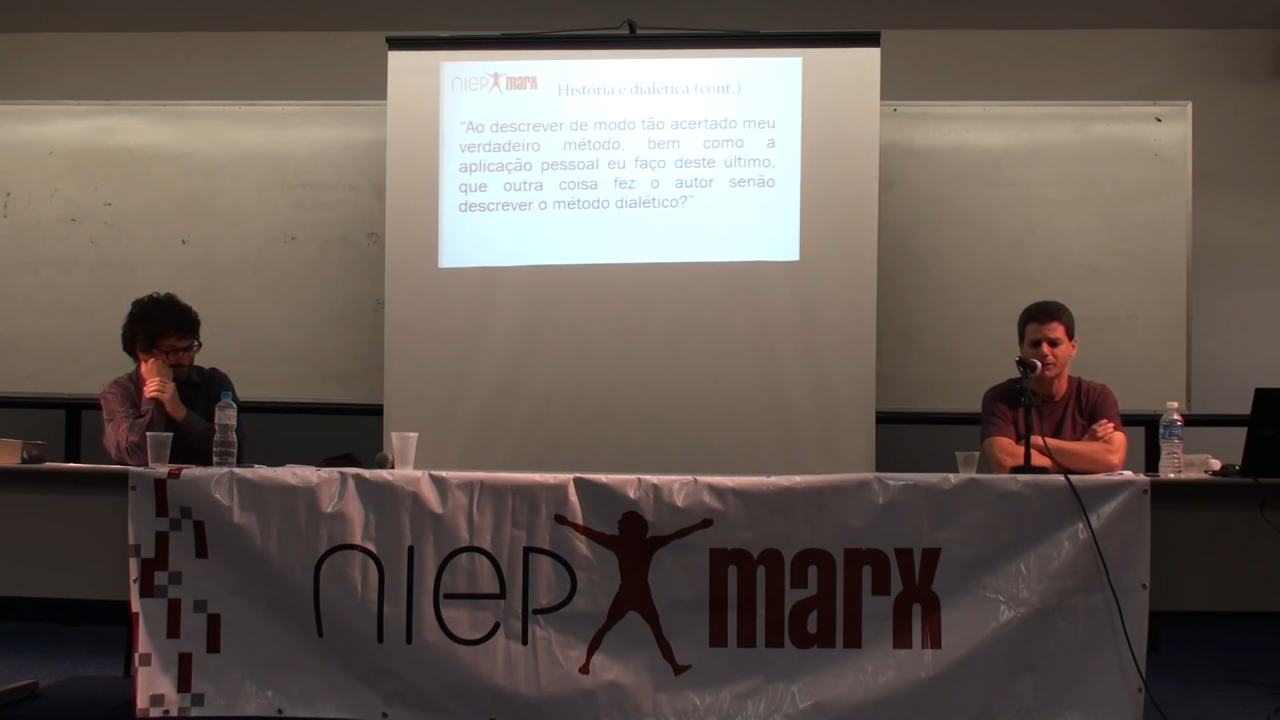 NIEP marx
História e dialética (cont.)
“Ao descrever de modo tão acertado meu
verdadeiro método, bem como a
aplicação pessoal eu faço deste último,
que outra coisa fez o autor senão
descrever o método dialético?”
NIEP marx